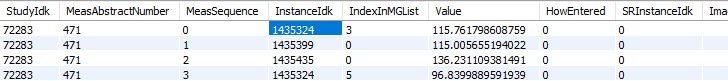 StudyIdk MeasAbstractNumber MeasSequence InstanceIdk IndexInMGList Value HowEntered SRInstanceIdk Ima
72283 471 0 1435324 3 115.761798608759 0 0
72283 471 1 1435399 0 115.005655194022 0 0
72283 471 2 1435435 0 136.231109381491 0 0
72283 471 3 1435324 5 96.8399889591939 0 0